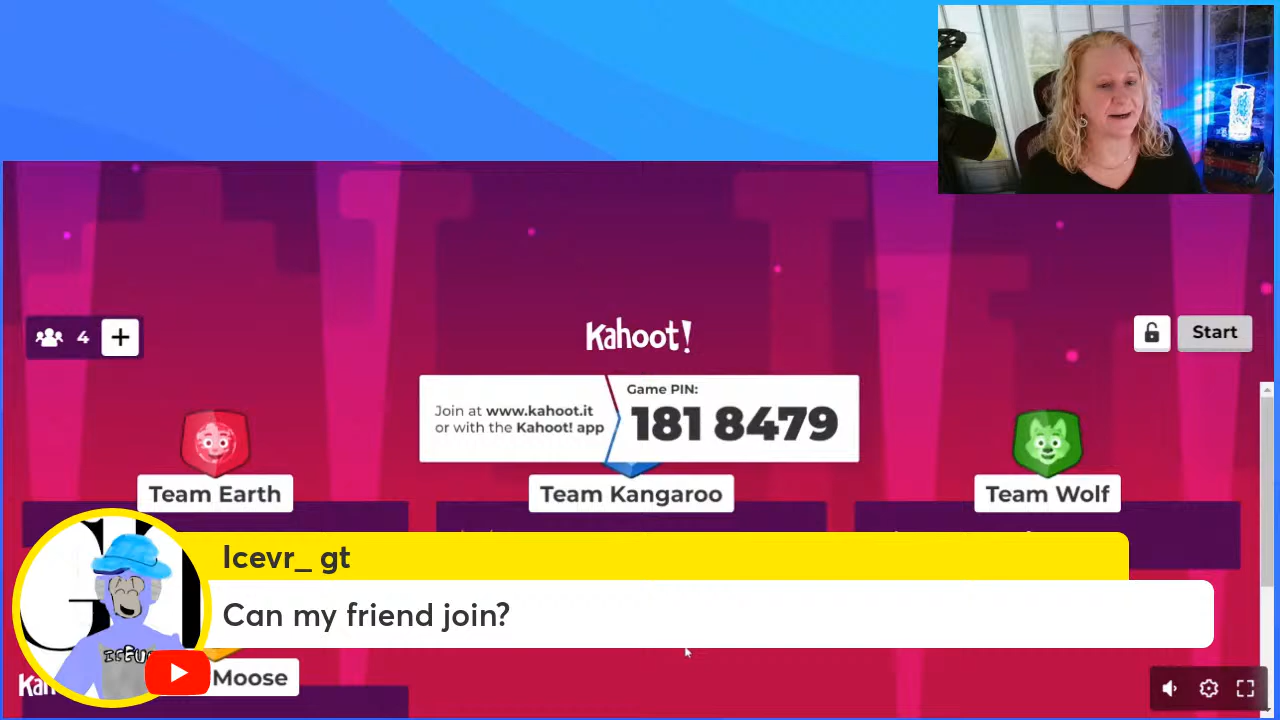 4
+
Kahoot!
Start
Join at www.kahoot.it
or with the Kahoot! app
Game PIN:
181 8479
Team Earth
Team Kangaroo
Team Wolf
Icevr_ gt
Can my friend join?
Moose